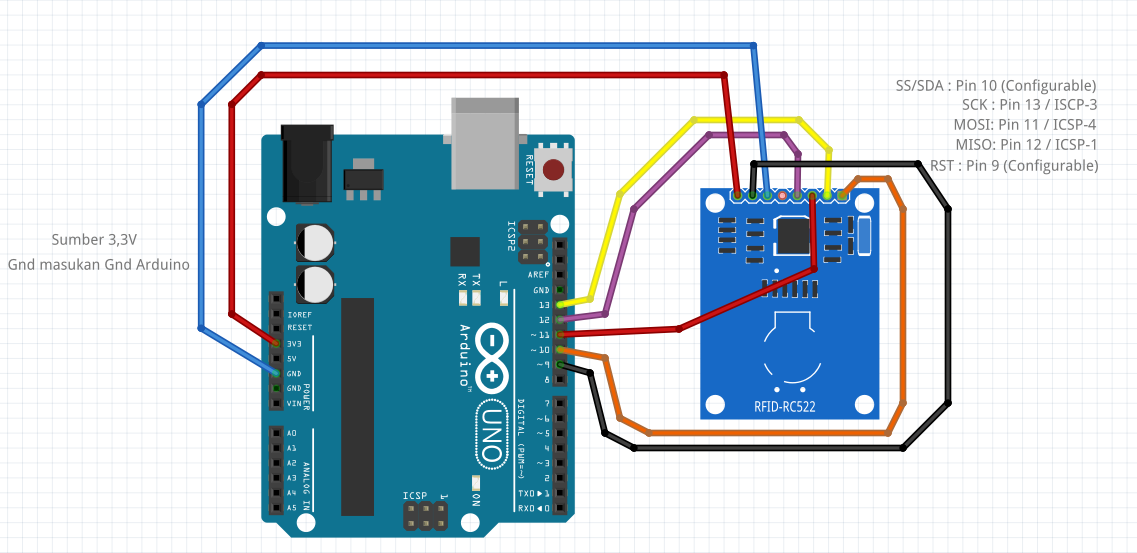 SS/SDA : Pin 10 (Configurable)
SCK : Pin 13 / ISCP-3
MOSI: Pin 11 / ICSP-4
MISO: Pin 12 / ICSP-1
RST : Pin 9 (Configurable)
Sumber 3,3V
Gnd masukan Gnd Arduino
RESET
ICSP2
AREF
GND
13
12
~11
~10
~9
8
7
~6
~5
4
~3
2
TXD▶1
RXD◀0
DIGITAL (PWM=~)
RX
TX
L
Arduino™
UNO
ON
ICSP
1
IOREF
RESET
3V3
5V
GND
GND
VIN
POWER
A0
A1
A2
A3
A4
A5
ANALOG IN
RFID-RC522